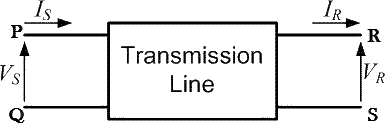 I_S
I_R
P
R
Transmission
Line
V_S
V_R
Q
S